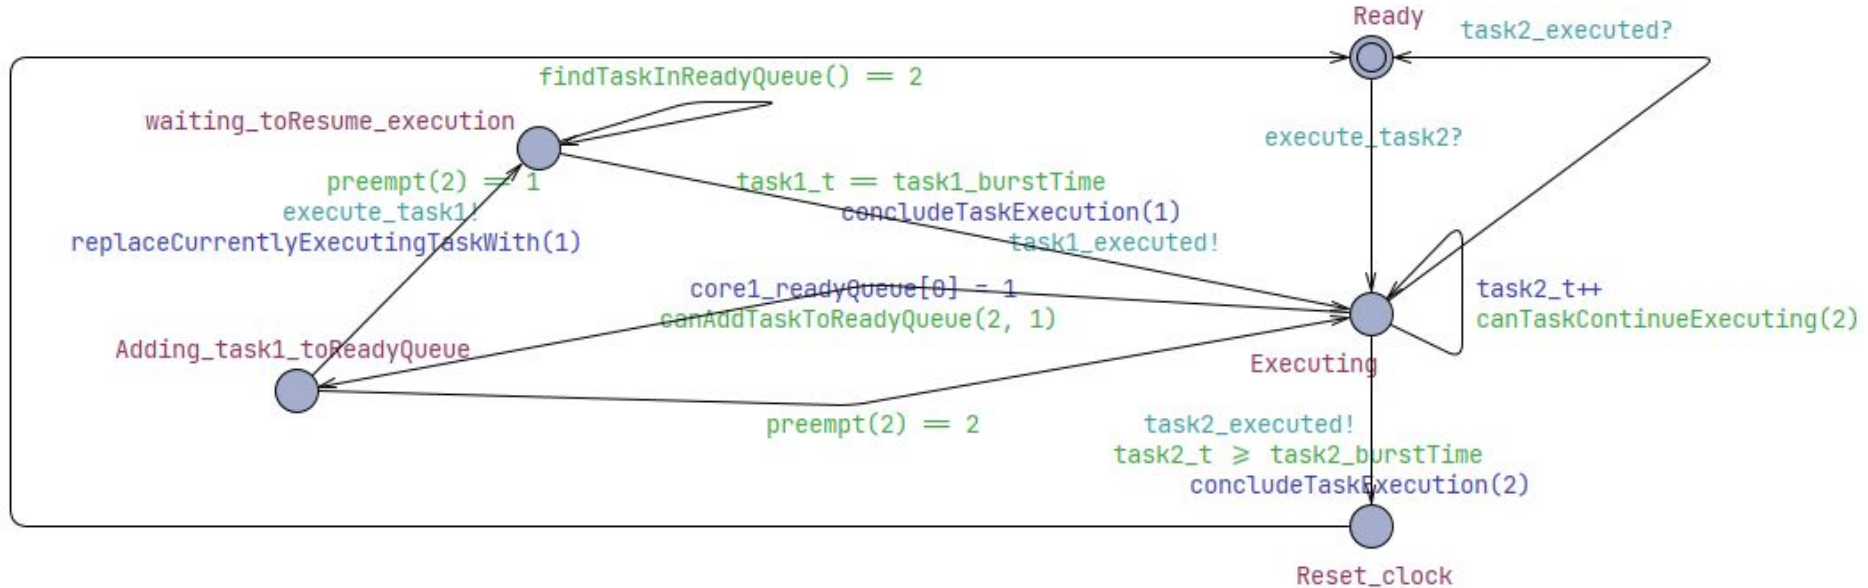 Ready
task2_executed?
findTaskInReadyQueue() == 2
waiting_toResume_execution
execute_task2?
preempt(2) == 1
task1_t == task1_burstTime
execute_task1!
concludeTaskExecution(1)
replaceCurrentlyExecutingTaskWith(1)
task1_executed!
core1_readyQueue[0] = 1
task2_t++
canAddTaskToReadyQueue(2, 1)
canTaskContinueExecuting(2)
Adding_task1_toReadyQueue
Executing
preempt(2) == 2
task2_executed!
task2_t ≥ task2_burstTime
concludeTaskExecution(2)
Reset_clock